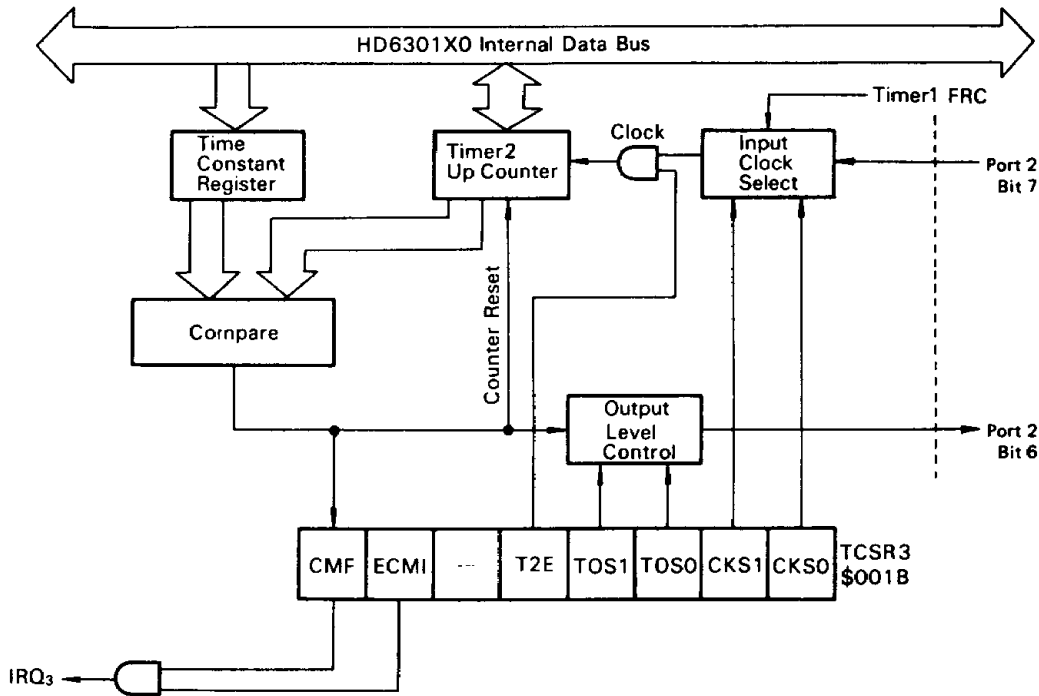 HD6301X0 Internal Data Bus
Timer1 FRC
Time
Constant
Register
Timer2
Up Counter
Clock
Input
Clock
Select
Port 2
Bit 7
Counter Reset
Compare
Output
Level
Control
Port 2
Bit 6
CMF
ECMI
---
T2E
TOS1
TOS0
CKS1
CKS0
TCSR3
$001B
IRQ₃